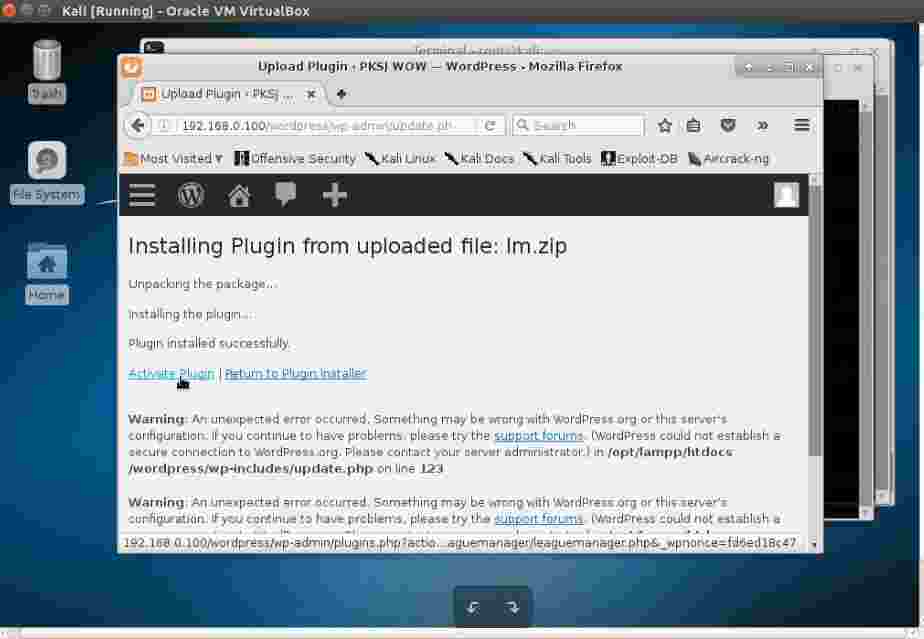 Kali [Running] - Oracle VM VirtualBox
Terminal - root@kali:
Upload Plugin ‹ PKSJ WOW — WordPress - Mozilla Firefox
Trash
Upload Plugin ‹ PKSJ ...
192.168.0.100/wordpress/wp-admin/update.ph
Search
Most Visited
Offensive Security
Kali Linux
Kali Docs
Kali Tools
Exploit-DB
Aircrack-ng
File System
Home
Installing Plugin from uploaded file: lm.zip
Unpacking the package...
Installing the plugin...
Plugin installed successfully.
Activate Plugin | Return to Plugin Installer
Warning: An unexpected error occurred. Something may be wrong with WordPress.org or this server's
configuration. If you continue to have problems, please try the support forums. (WordPress could not establish a
secure connection to WordPress.org. Please contact your server administrator.) in /opt/lampp/htdocs
/wordpress/wp-includes/update.php on line 123
Warning: An unexpected error occurred. Something may be wrong with WordPress.org or this server's
configuration. If you continue to have problems, please try the support forums. (WordPress could not establish a
192.168.0.100/wordpress/wp-admin/plugins.php?actio...aguemanager/leaguemanager.php&_wpnonce=fd6ed18c47